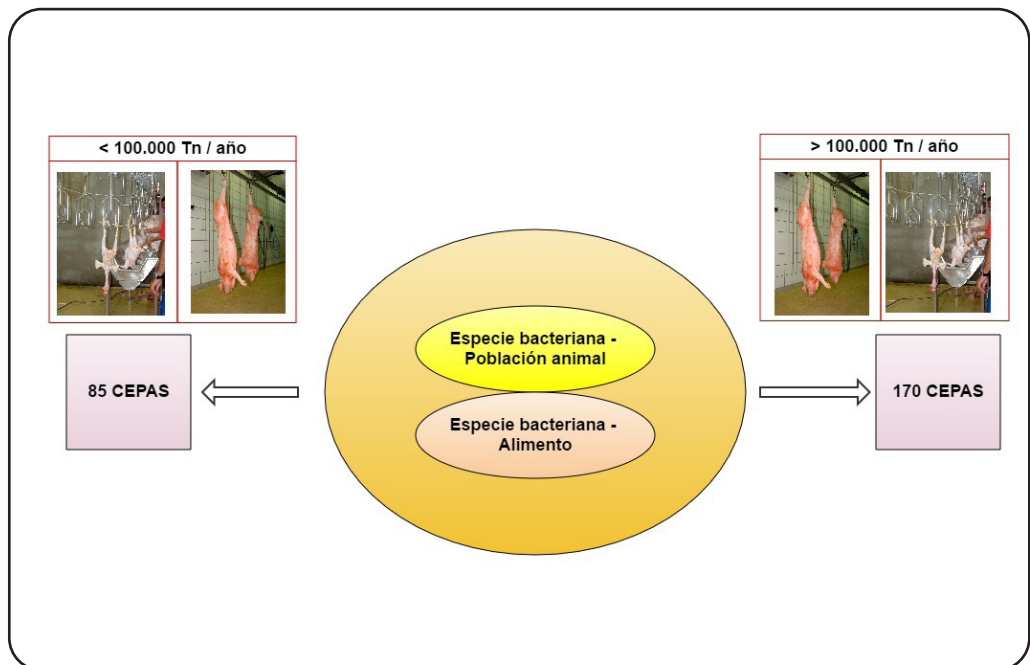 < 100.000 Tn / año
> 100.000 Tn / año
Especie bacteriana -
Población animal
85 CEPAS
170 CEPAS
Especie bacteriana -
Alimento